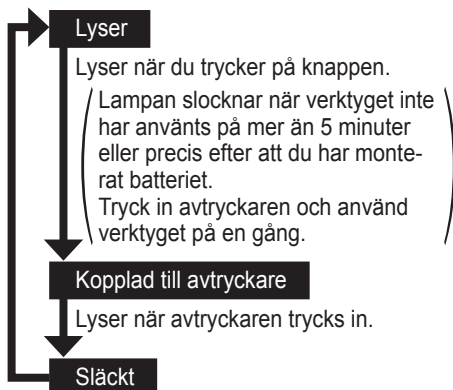 Lyser
Lyser när du trycker på knappen.
Lampan slocknar när verktyget inte
har använts på mer än 5 minuter
eller precis efter att du har monte-
rat batteriet.
Tryck in avtryckaren och använd
verktyget på en gång.
Kopplad till avtryckare
Lyser när avtryckaren trycks in.
Släckt